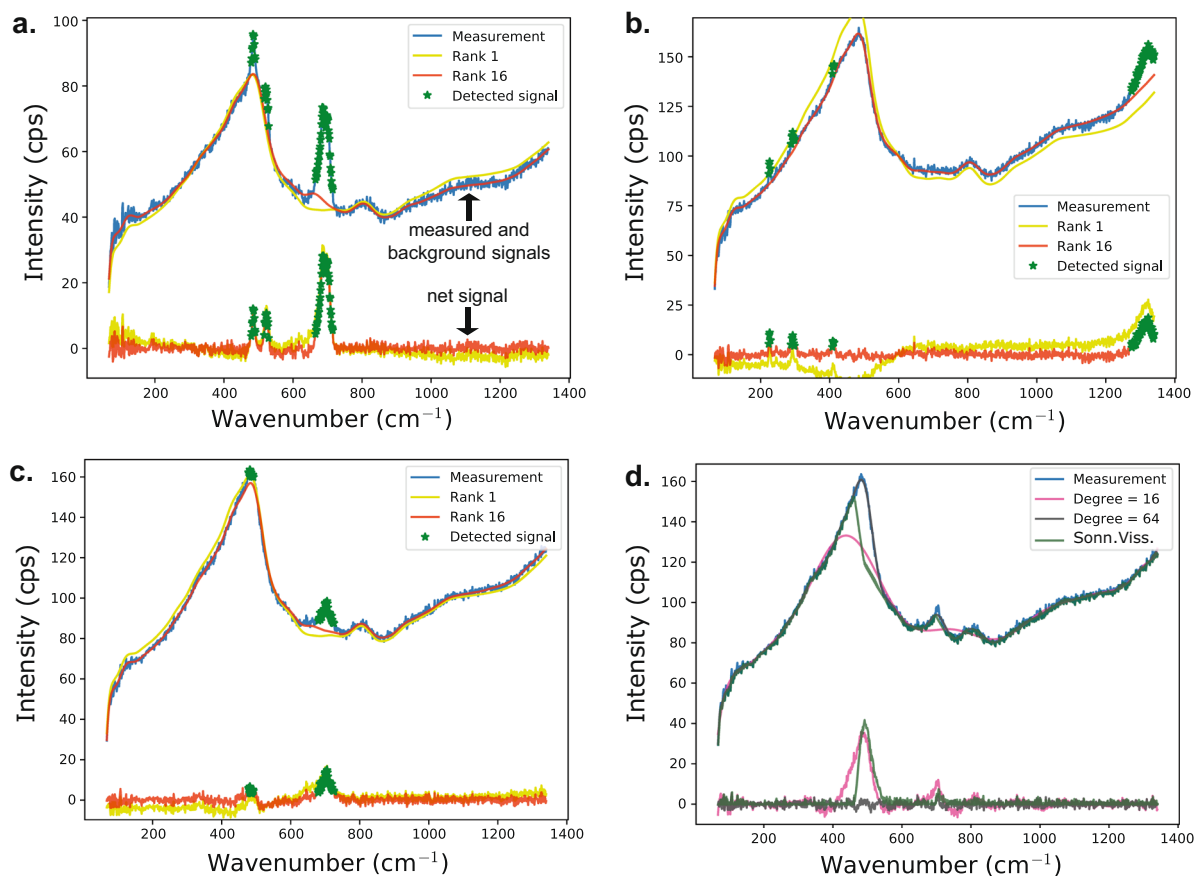 a.
100
80
60
40
20
0
Intensity (cps)
Measurement
Rank 1
Rank 16
Detected signal
measured and
background signals
net signal
200 400 600 800 1000 1200 1400
Wavenumber (cm⁻¹)
b.
150
125
100
75
50
25
0
Intensity (cps)
Measurement
Rank 1
Rank 16
Detected signal
200 400 600 800 1000 1200 1400
Wavenumber (cm⁻¹)
c.
160
140
120
100
80
60
40
20
0
Intensity (cps)
Measurement
Rank 1
Rank 16
Detected signal
200 400 600 800 1000 1200 1400
Wavenumber (cm⁻¹)
d.
160
140
120
100
80
60
40
20
0
Intensity (cps)
Measurement
Degree = 16
Degree = 64
Sonn.Viss.
200 400 600 800 1000 1200 1400
Wavenumber (cm⁻¹)